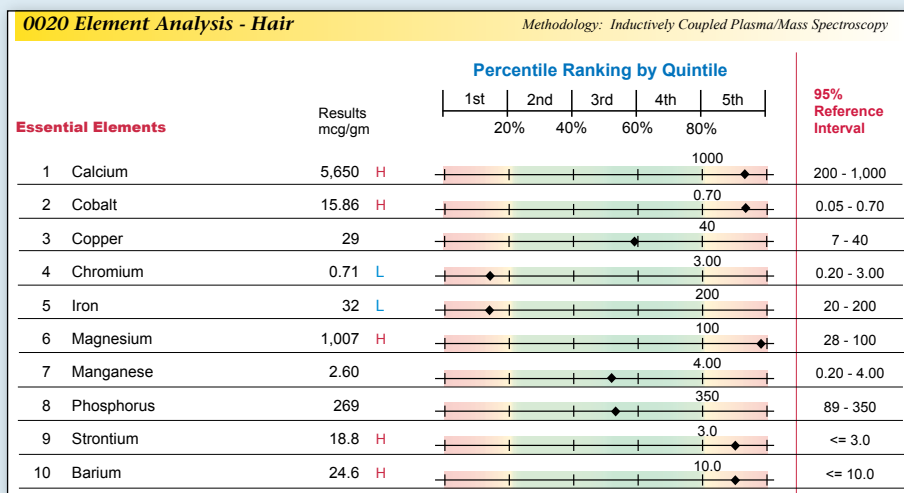 0020 Element Analysis - Hair Methodology: Inductively Coupled Plasma/Mass Spectroscopy
Percentile Ranking by Quintile
1st 2nd 3rd 4th 5th
95% Reference Interval
Essential Elements
Results mcg/gm
20% 40% 60% 80%
1 Calcium 5,650 H 1000 200 - 1,000
2 Cobalt 15.86 H 0.70 0.05 - 0.70
3 Copper 29 40 7 - 40
4 Chromium 0.71 L 3.00 0.20 - 3.00
5 Iron 32 L 200 20 - 200
6 Magnesium 1,007 H 100 28 - 100
7 Manganese 2.60 4.00 0.20 - 4.00
8 Phosphorus 269 350 89 - 350
9 Strontium 18.8 H 3.0 <= 3.0
10 Barium 24.6 H 10.0 <= 10.0